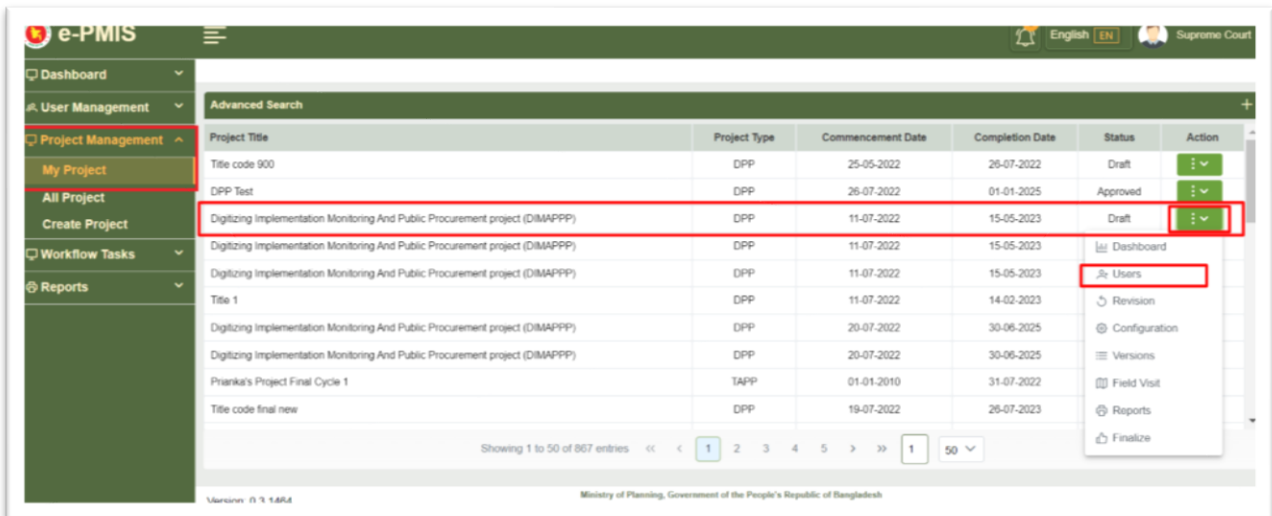 e-PMIS
English EN
Supreme Court
Dashboard
User Management
Project Management
My Project
All Project
Create Project
Workflow Tasks
Reports
Advanced Search +
Project Title Project Type Commencement Date Completion Date Status Action
Title code 900 DPP 25-05-2022 26-07-2022 Draft
DPP Test DPP 26-07-2022 01-01-2025 Approved
Digitizing Implementation Monitoring And Public Procurement project (DIMAPPP) DPP 11-07-2022 15-05-2023 Draft
Digitizing Implementation Monitoring And Public Procurement project (DIMAPPP) DPP 11-07-2022 15-05-2023
Digitizing Implementation Monitoring And Public Procurement project (DIMAPPP) DPP 11-07-2022 15-05-2023
Title 1 DPP 11-07-2022 14-02-2023
Digitizing Implementation Monitoring And Public Procurement project (DIMAPPP) DPP 20-07-2022 30-06-2025
Digitizing Implementation Monitoring And Public Procurement project (DIMAPPP) DPP 20-07-2022 30-06-2025
Prianka's Project Final Cycle 1 TAPP 01-01-2010 31-07-2022
Title code final new DPP 19-07-2022 26-07-2023
Dashboard
Users
Revision
Configuration
Versions
Field Visit
Reports
Finalize
Showing 1 to 50 of 867 entries << < 1 2 3 4 5 > >> 1 50
Version: 0.3.1464
Ministry of Planning, Government of the People's Republic of Bangladesh